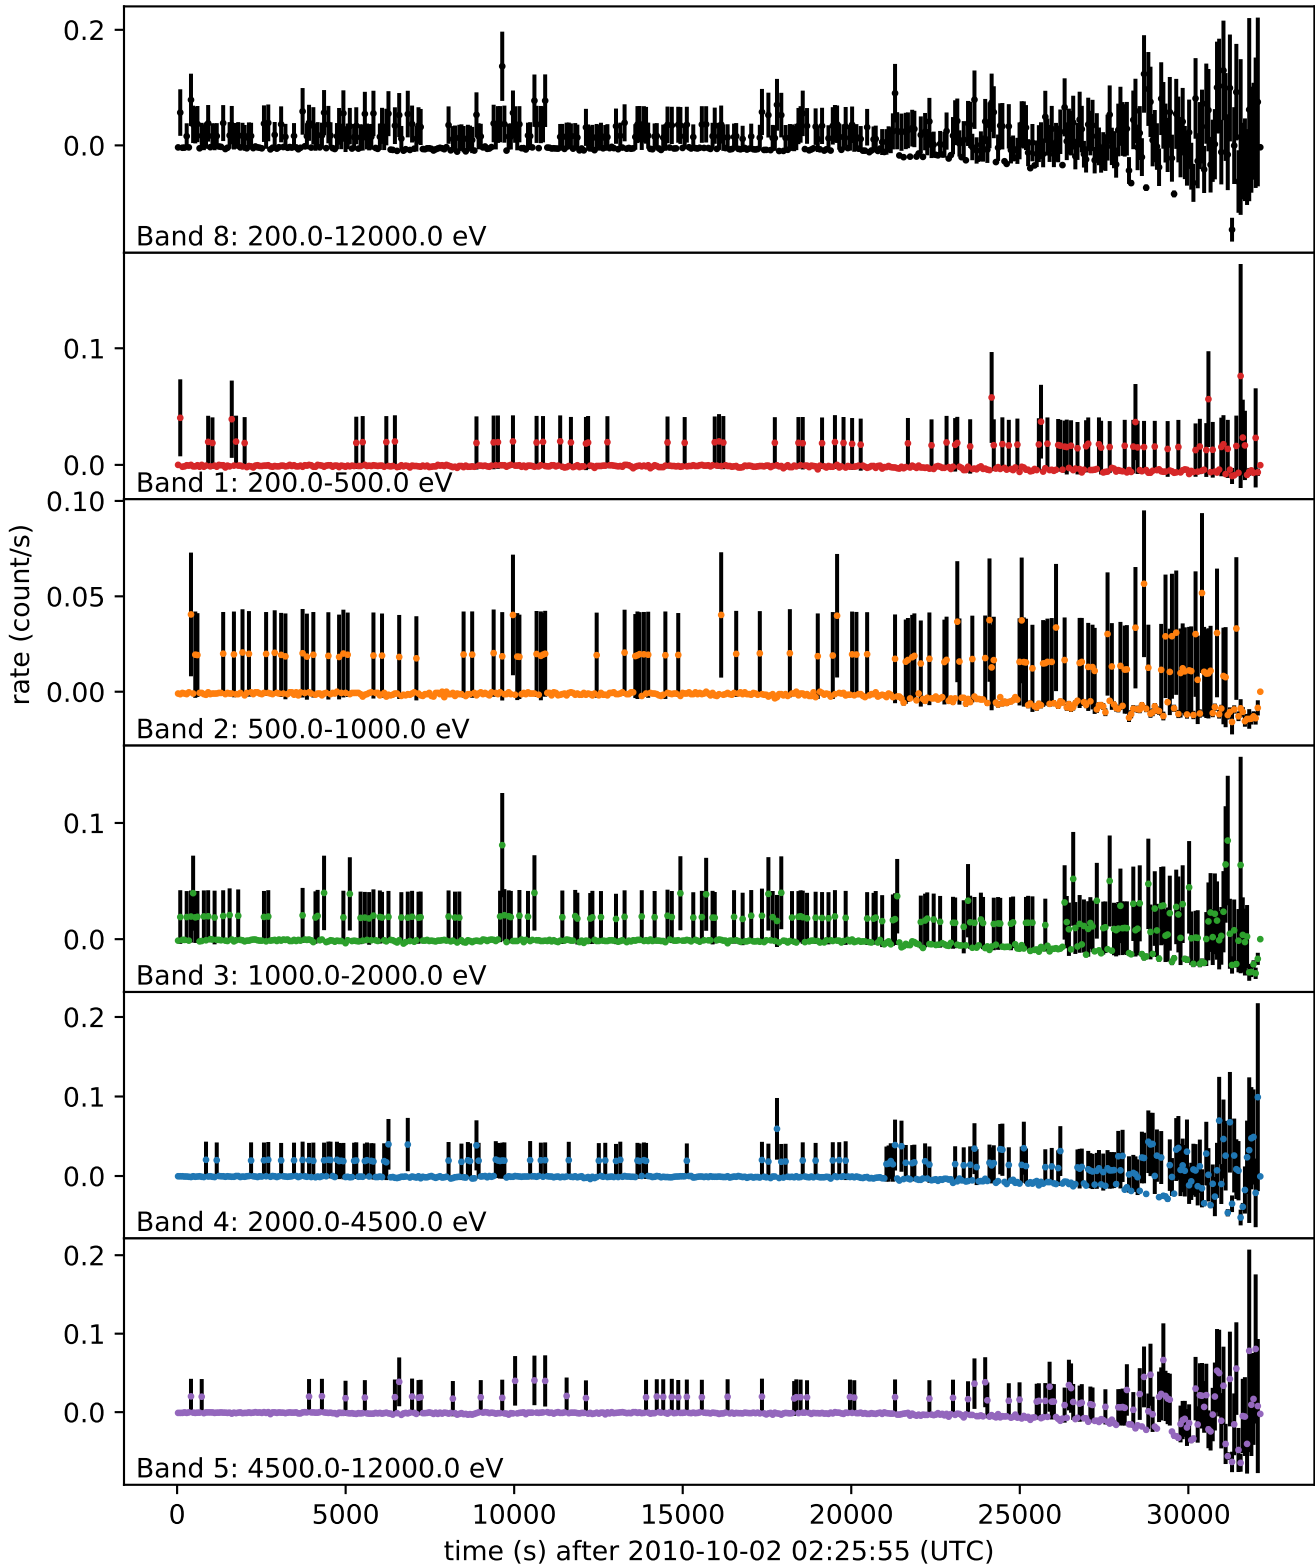 0.2
0.0
Band 8: 200.0-12000.0 eV
0.1
0.0
Band 1: 200.0-500.0 eV
0.10
0.05
0.00
Band 2: 500.0-1000.0 eV
rate (count/s)
0.1
0.0
Band 3: 1000.0-2000.0 eV
0.2
0.1
0.0
Band 4: 2000.0-4500.0 eV
0.2
0.1
0.0
Band 5: 4500.0-12000.0 eV
0 5000 10000 15000 20000 25000 30000
time (s) after 2010-10-02 02:25:55 (UTC)